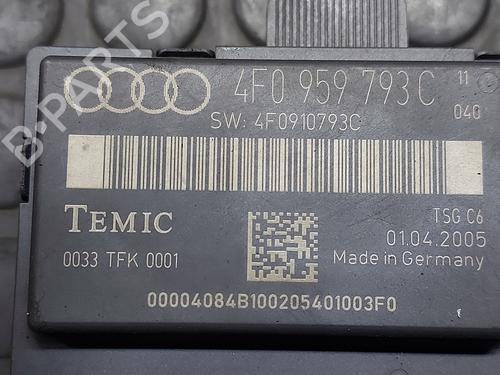 4F0 959 793C
11
040
SW: 4F0910793C
TEMIC
TSG C6
0033 TFK 0001
01.04.2005
Made in Germany
00004084B100205401003F0
B-PARTS